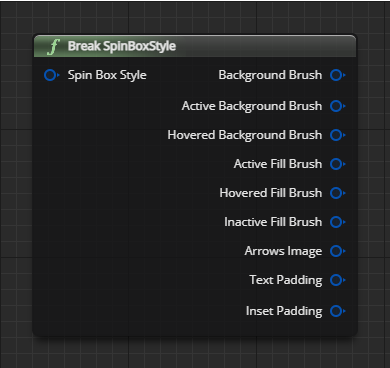 f Break SpinBoxStyle
Spin Box Style
Background Brush
Active Background Brush
Hovered Background Brush
Active Fill Brush
Hovered Fill Brush
Inactive Fill Brush
Arrows Image
Text Padding
Inset Padding